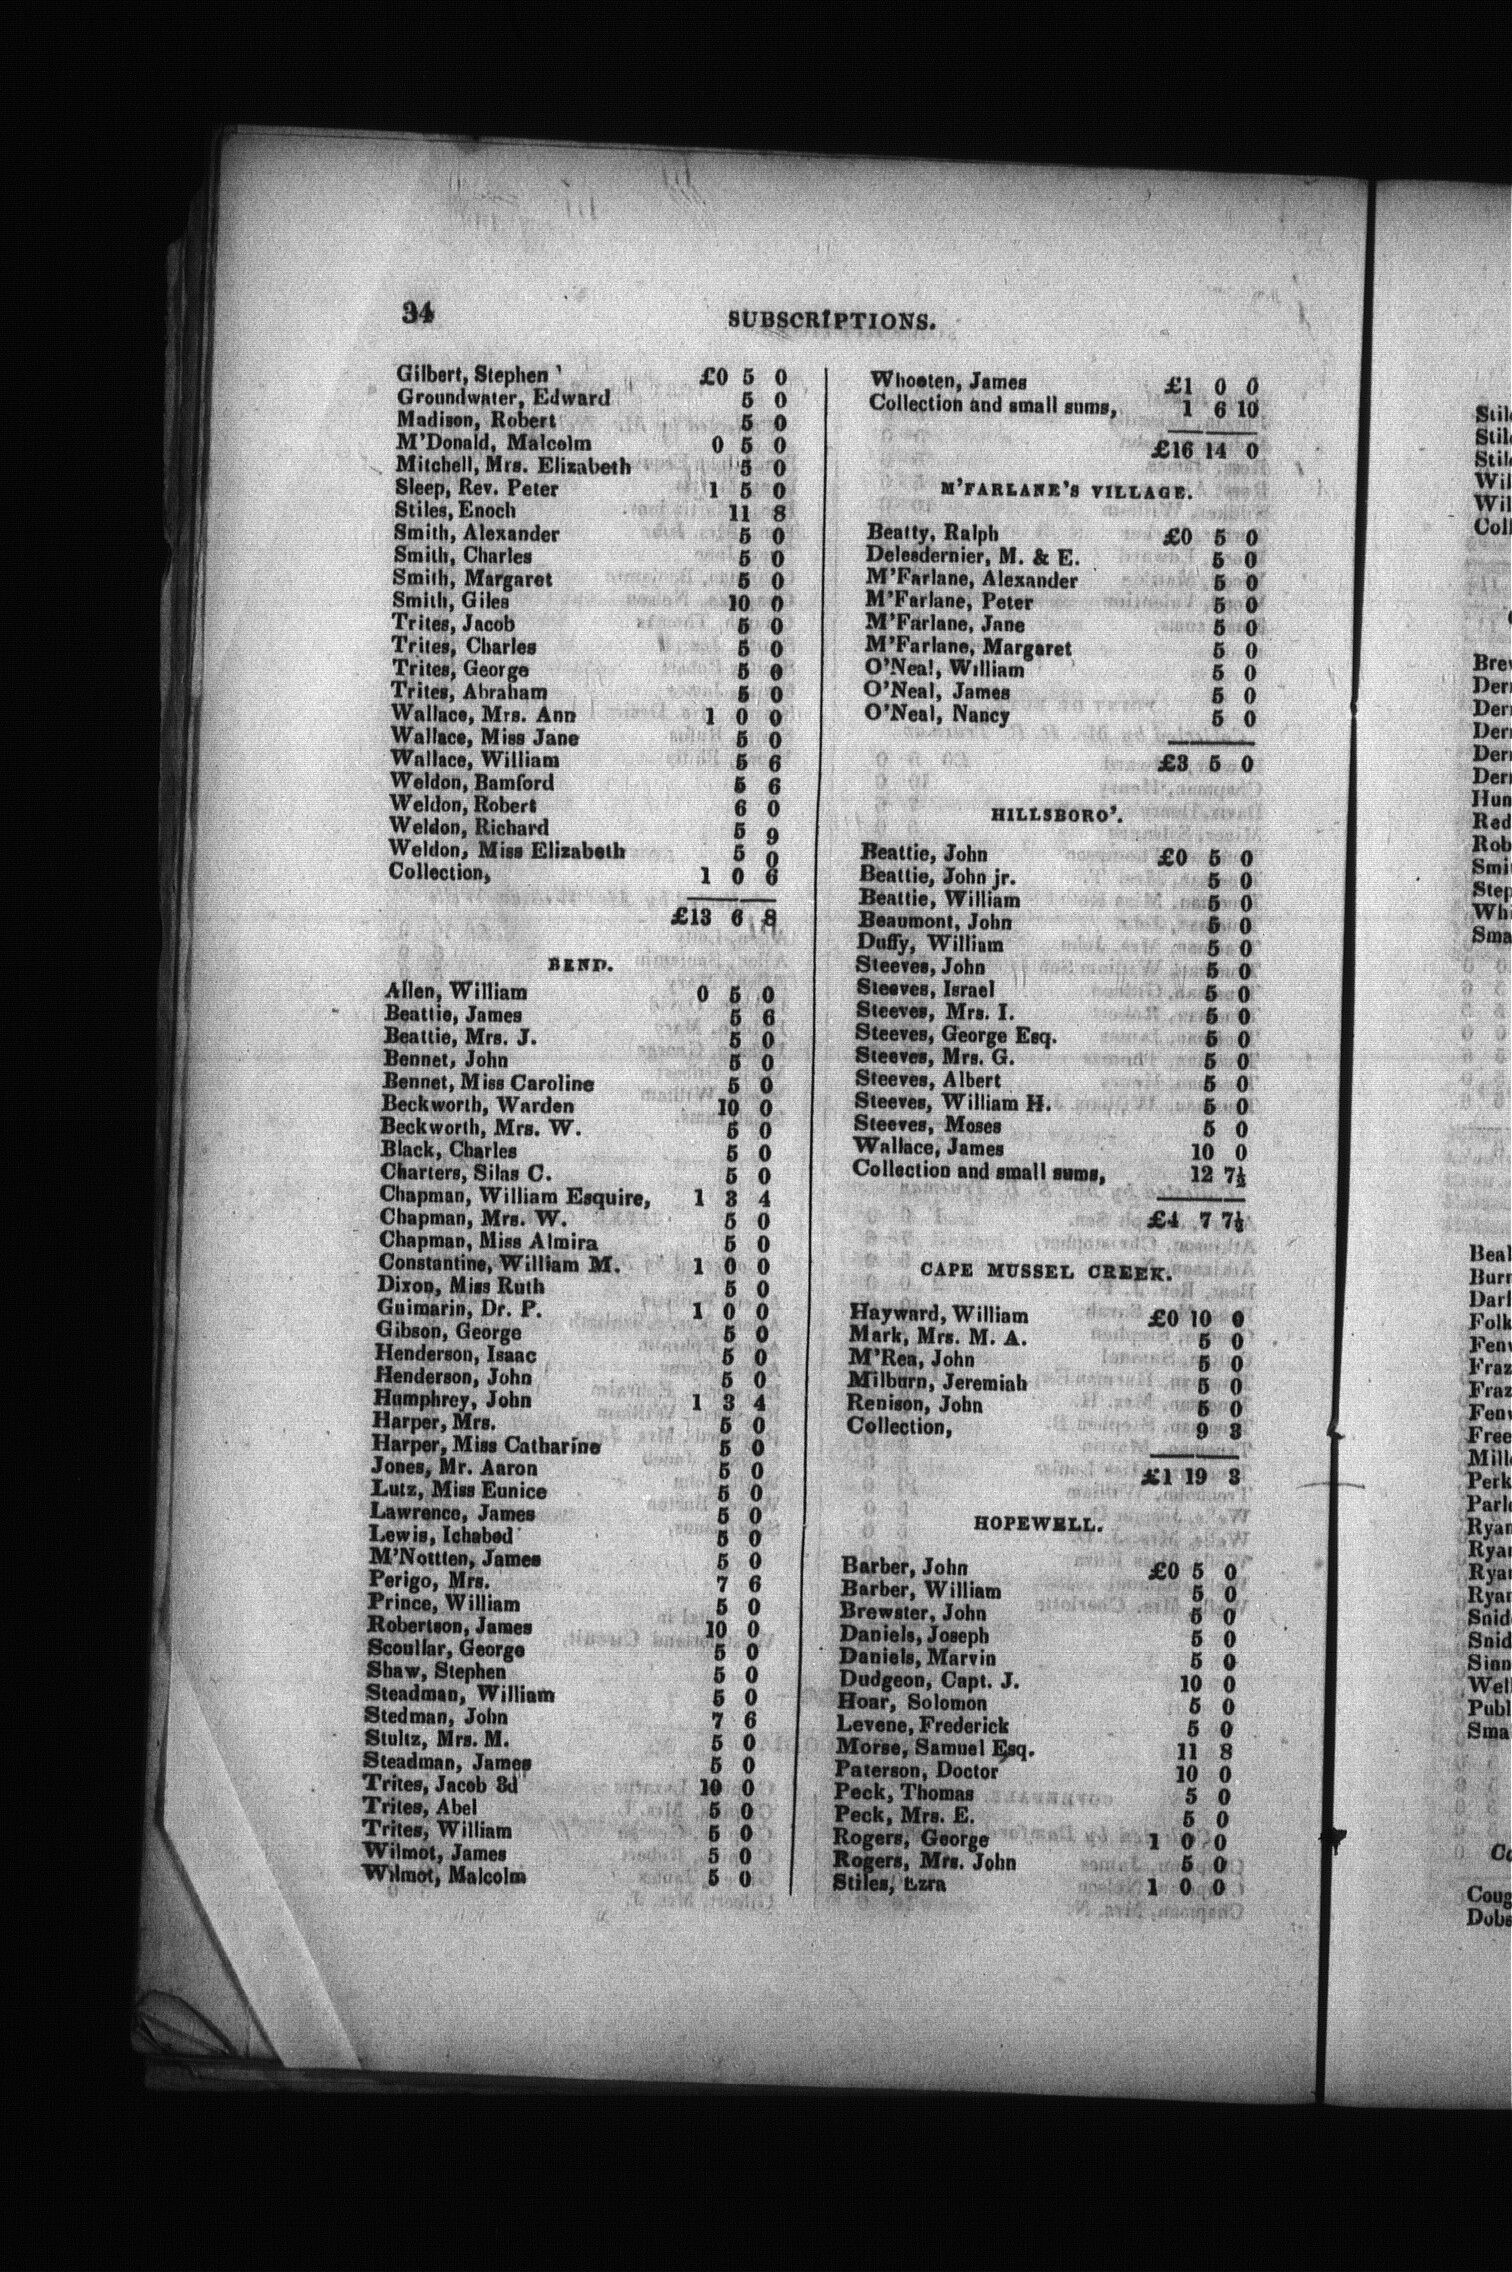 34
SUBSCRIPTIONS.
Gilbert, Stephen £0 5 0
Groundwater, Edward 5 0
Madison, Robert 5 0
M'Donald, Malcolm 0 5 0
Mitchell, Mrs. Elizabeth 5 0
Sleep, Rev. Peter 1 5 0
Stiles, Enoch 11 8
Smith, Alexander 5 0
Smith, Charles 5 0
Smith, Margaret 5 0
Smith, Giles 10 0
Trites, Jacob 5 0
Trites, Charles 5 0
Trites, George 5 0
Trites, Abraham 5 0
Wallace, Mrs. Ann 1 0 0
Wallace, Miss Jane 5 0
Wallace, William 5 6
Weldon, Bamford 5 6
Weldon, Robert 6 0
Weldon, Richard 5 9
Weldon, Miss Elizabeth 5 0
Collection, 1 0 6
£13 6 8
BEND.
Allen, William 0 5 0
Beattie, James 5 6
Beattie, Mrs. J. 5 0
Bennet, John 5 0
Bennet, Miss Caroline 5 0
Beckworth, Warden 10 0
Beckworth, Mrs. W. 5 0
Black, Charles 5 0
Charters, Silas C. 5 0
Chapman, William Esquire, 1 3 4
Chapman, Mrs. W. 5 0
Chapman, Miss Almira 5 0
Constantine, William M. 1 0 0
Dixon, Miss Ruth 5 0
Guimarin, Dr. P. 1 0 0
Gibson, George 5 0
Henderson, Isaac 5 0
Henderson, John 5 0
Humphrey, John 1 3 4
Harper, Mrs. 5 0
Harper, Miss Catharine 5 0
Jones, Mr. Aaron 5 0
Lutz, Miss Eunice 5 0
Lawrence, James 5 0
Lewis, Ichabod 5 0
M'Nottten, James 5 0
Perigo, Mrs. 7 6
Prince, William 5 0
Robertson, James 10 0
Scoullar, George 5 0
Shaw, Stephen 5 0
Steadman, William 5 0
Stedman, John 7 6
Stultz, Mrs. M. 5 0
Steadman, James 5 0
Trites, Jacob 3d 10 0
Trites, Abel 5 0
Trites, William 5 0
Wilmot, James 5 0
Wilmot, Malcolm 5 0
Whooten, James £1 0 0
Collection and small sums, 1 6 10
£16 14 0
M'FARLANE'S VILLAGE.
Beatty, Ralph £0 5 0
Delesdernier, M. & E. 5 0
M'Farlane, Alexander 5 0
M'Farlane, Peter 5 0
M'Farlane, Jane 5 0
M'Farlane, Margaret 5 0
O'Neal, William 5 0
O'Neal, James 5 0
O'Neal, Nancy 5 0
£3 5 0
HILLSBORO'.
Beattie, John £0 5 0
Beattie, John jr. 5 0
Beattie, William 5 0
Beaumont, John 5 0
Duffy, William 5 0
Steeves, John 5 0
Steeves, Israel 5 0
Steeves, Mrs. I. 5 0
Steeves, George Esq. 5 0
Steeves, Mrs. G. 5 0
Steeves, Albert 5 0
Steeves, William H. 5 0
Steeves, Moses 5 0
Wallace, James 10 0
Collection and small sums, 12 7½
£4 7 7½
CAPE MUSSEL CREEK.
Hayward, William £0 10 0
Mark, Mrs. M. A. 5 0
M'Rea, John 5 0
Milburn, Jeremiah 5 0
Renison, John 5 0
Collection, 9 3
£1 19 3
HOPEWELL.
Barber, John £0 5 0
Barber, William 5 0
Brewster, John 5 0
Daniels, Joseph 5 0
Daniels, Marvin 5 0
Dudgeon, Capt. J. 10 0
Hoar, Solomon 5 0
Levene, Frederick 5 0
Morse, Samuel Esq. 11 8
Paterson, Doctor 10 0
Peck, Thomas 5 0
Peck, Mrs. E. 5 0
Rogers, George 1 0 0
Rogers, Mrs. John 5 0
Stiles, Ezra 1 0 0